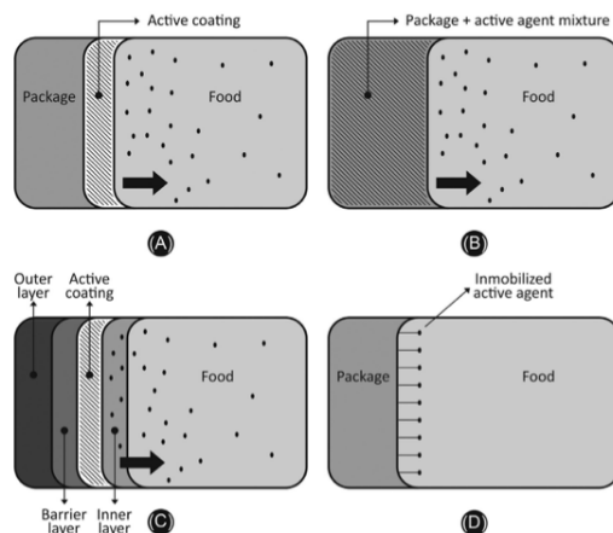 Active coating
Package
Food
A
Package + active agent mixture
Food
B
Outer
layer
Active
coating
Food
Barrier
layer
Inner
layer
C
Inmobilized
active agent
Package
Food
D